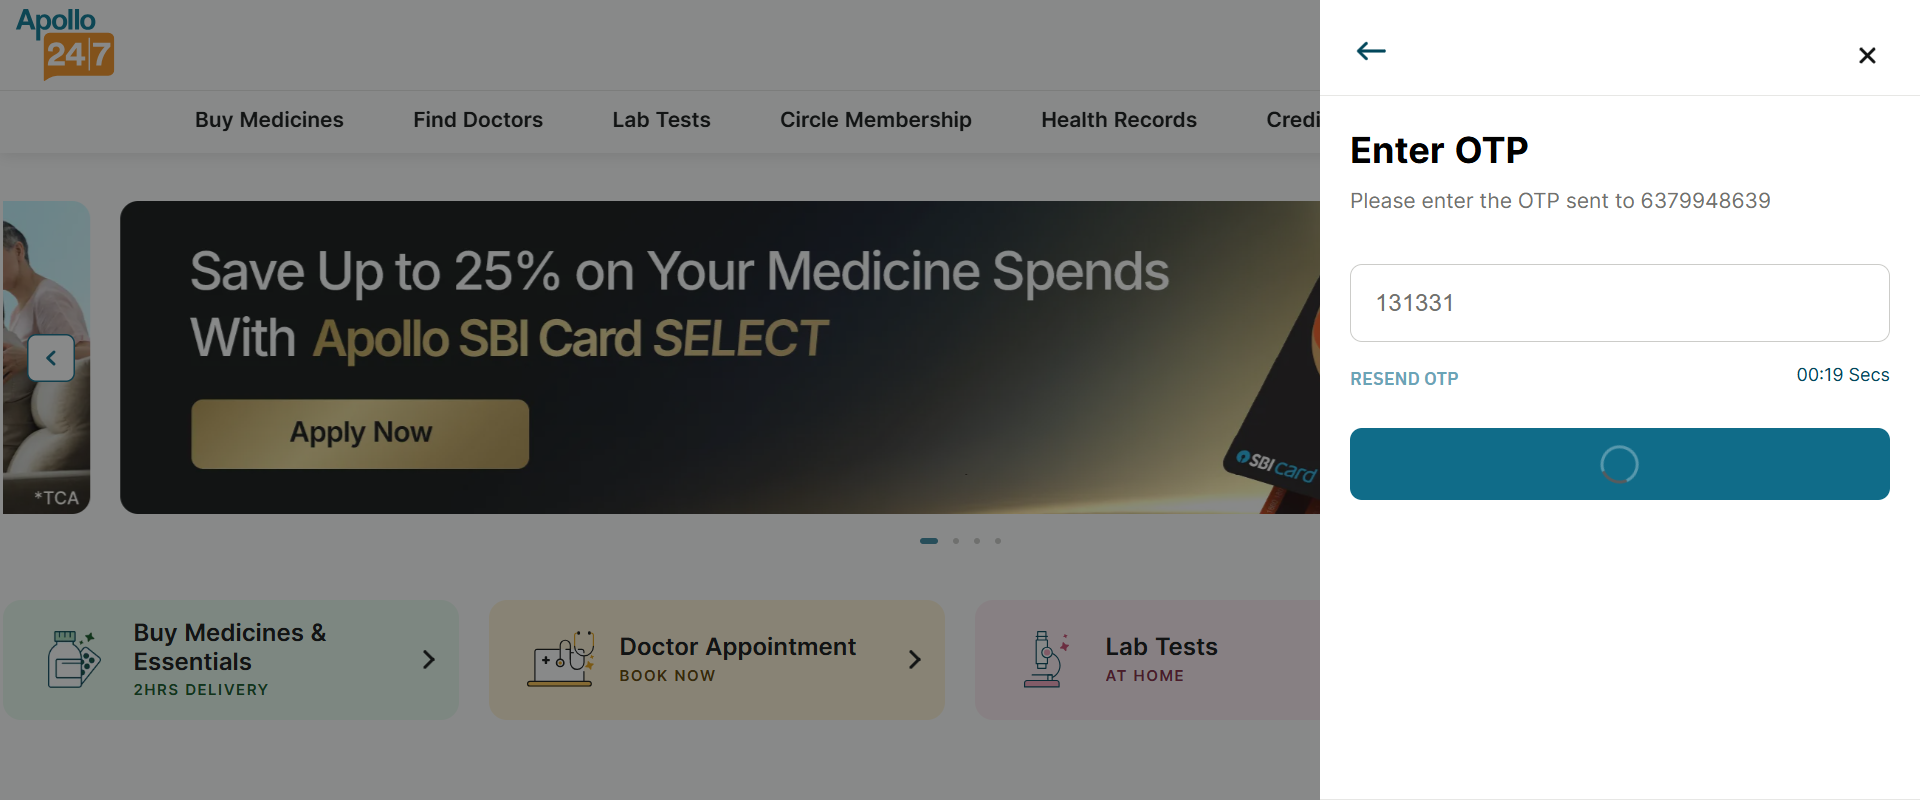 Apollo
24|7
Buy Medicines
Find Doctors
Lab Tests
Circle Membership
Health Records
Credi
*TCA
Save Up to 25% on Your Medicine Spends
With Apollo SBI Card SELECT
Apply Now
SBI card
Buy Medicines &
Essentials
2HRS DELIVERY
Doctor Appointment
BOOK NOW
Lab Tests
AT HOME
Enter OTP
Please enter the OTP sent to 6379948639
131331
RESEND OTP
00:19 Secs